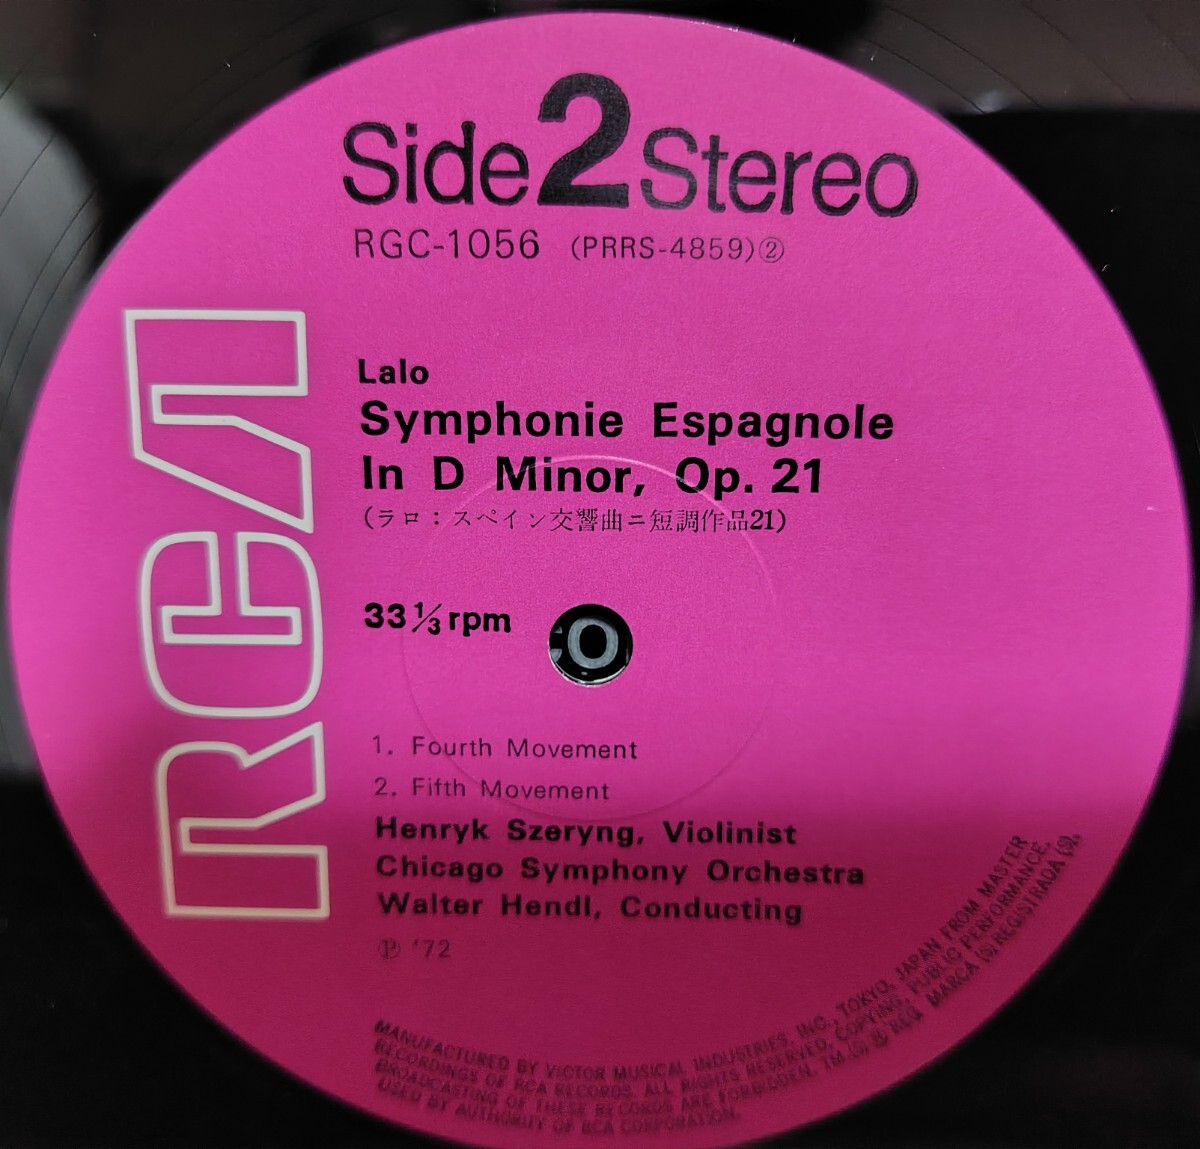 Side 2 Stereo
RGC-1056 (PRRS-4859)②
RCA
Lalo
Symphonie Espagnole
In D Minor, Op. 21
(ラロ：スペイン交響曲ニ短調作品21)
33 1/3 rpm
1. Fourth Movement
2. Fifth Movement
Henryk Szeryng, Violinist
Chicago Symphony Orchestra
Walter Hendl, Conducting
Ⓟ '72
MANUFACTURED BY VICTOR MUSICAL INDUSTRIES, INC., TOKYO, JAPAN FROM MASTER
RECORDINGS OF RCA RECORDS. ALL RIGHTS RESERVED, COPYING, PUBLIC PERFORMANCE,
BROADCASTING OF THESE RECORDS ARE FORBIDDEN. TM.(S) ® REG. MARCA (S) REGISTRADA (S).
USED BY AUTHORITY OF RCA CORPORATION.